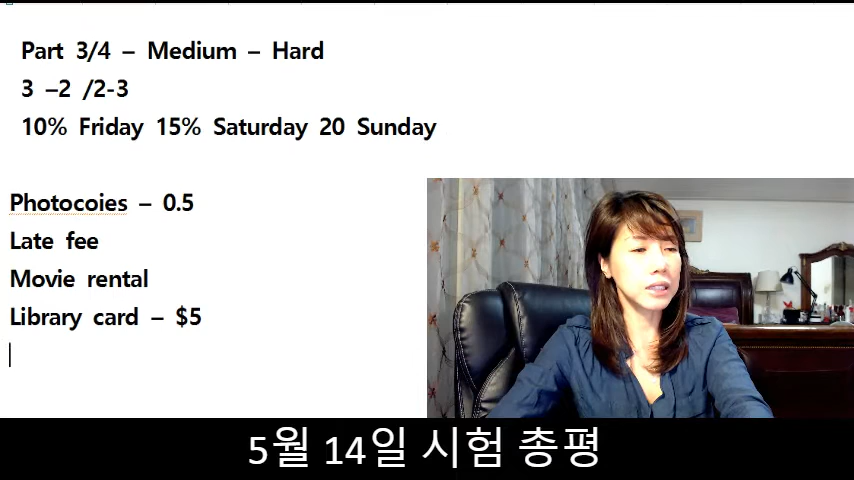 Part 3/4 – Medium – Hard
3 –2 /2-3
10% Friday 15% Saturday 20 Sunday
Photocoies – 0.5
Late fee
Movie rental
Library card – $5
5월 14일 시험 총평